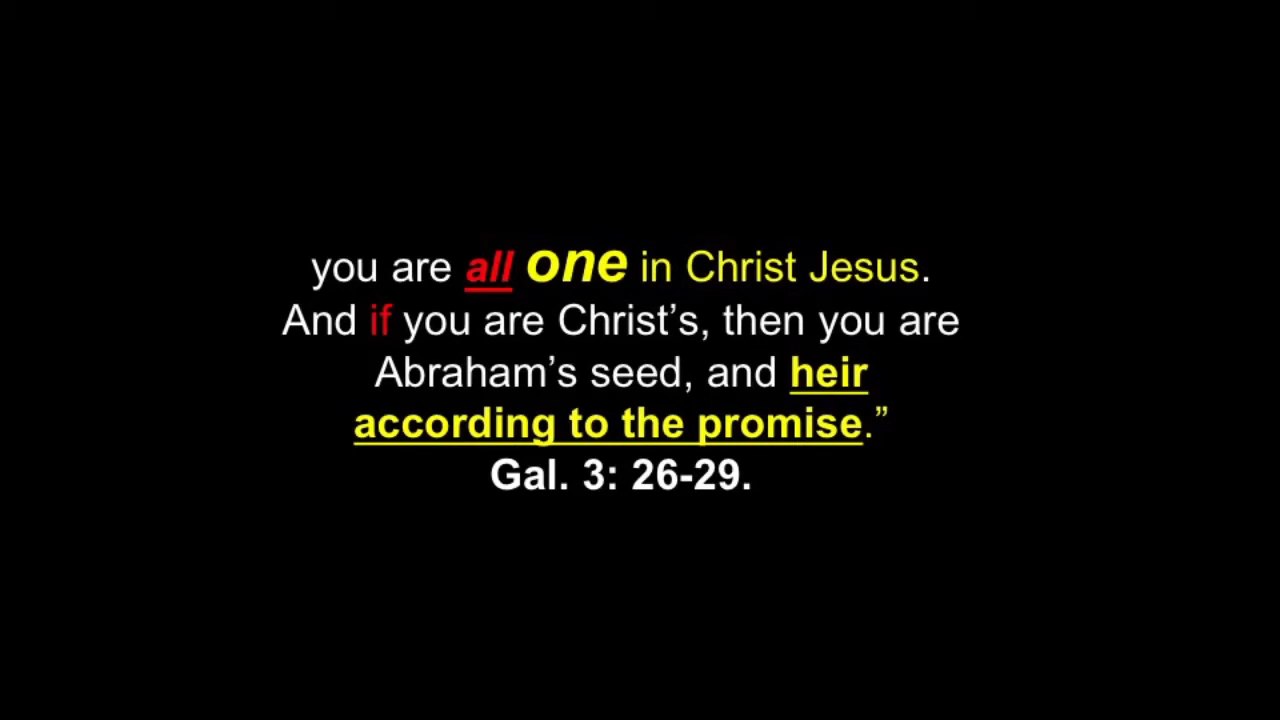 you are all one in Christ Jesus.
And if you are Christ’s, then you are
Abraham’s seed, and heir
according to the promise.”
Gal. 3: 26-29.